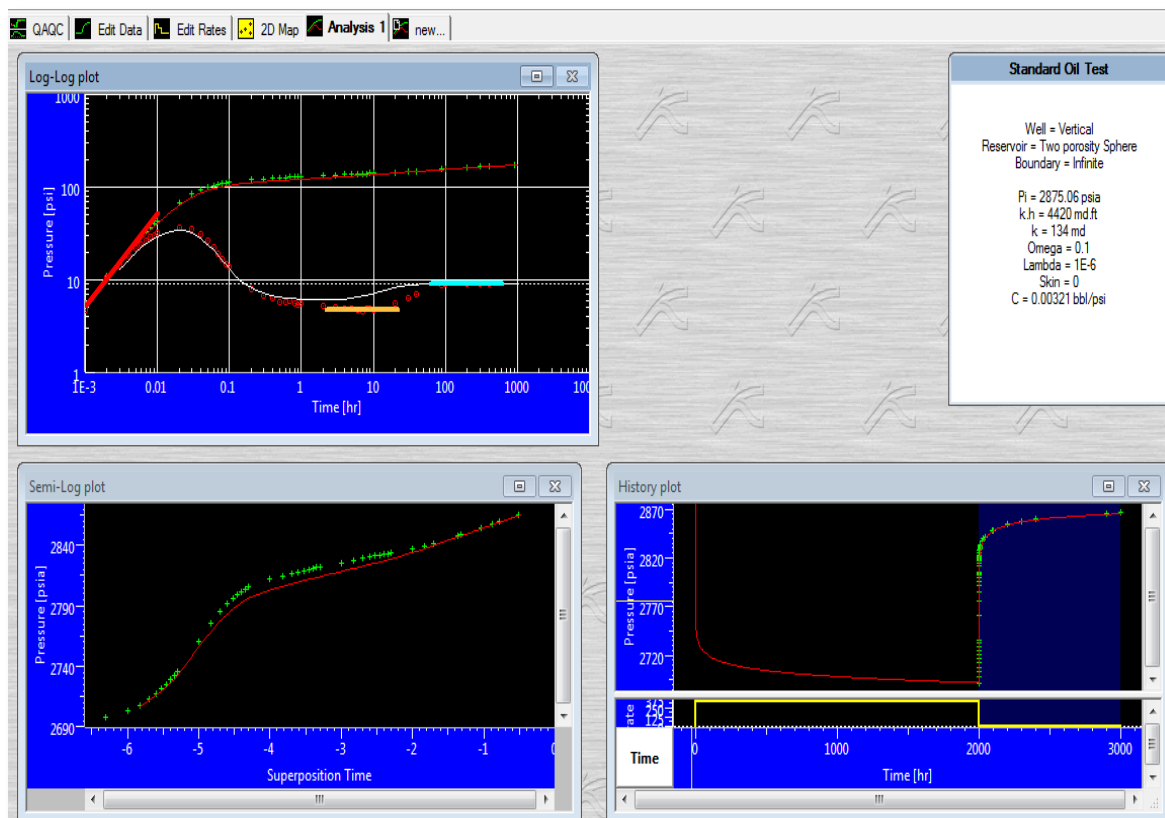 QAQC Edit Data Edit Rates 2D Map Analysis 1 new...
Log-Log plot
1000
100
10
1
1E-3 0.01 0.1 1 10 100 1000
Pressure [psi]
Time [hr]
Standard Oil Test
Well = Vertical
Reservoir = Two porosity Sphere
Boundary = Infinite
Pi = 2875.06 psia
k.h = 4420 md.ft
k = 134 md
Omega = 0.1
Lambda = 1E-6
Skin = 0
C = 0.00321 bbl/psi
Semi-Log plot
2840
2790
2740
2690
-6 -5 -4 -3 -2 -1
Pressure [psia]
Superposition Time
History plot
2870
2820
2770
2720
Pressure [psia]
250
125
ate
Time
0 1000 2000 3000
Time [hr]